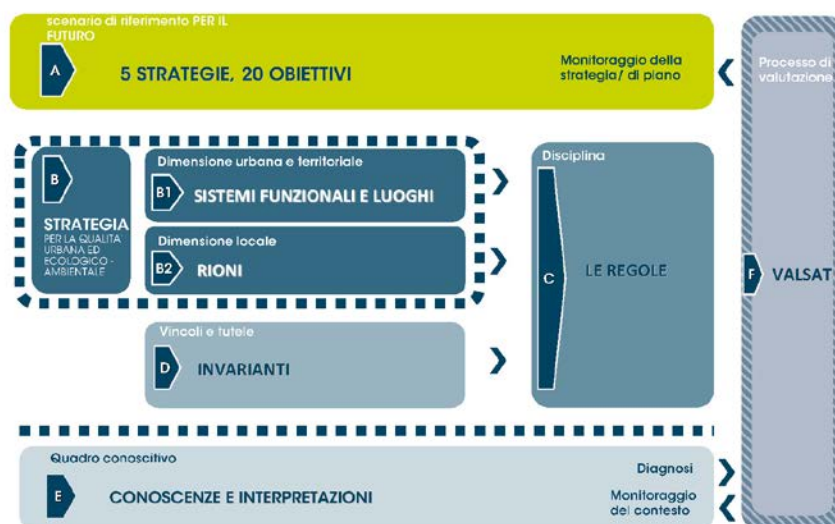 scenario di riferimento PER IL
FUTURO
A
5 STRATEGIE, 20 OBIETTIVI
Monitoraggio della
strategia/ di piano
Processo di
valutazione
B
STRATEGIA
PER LA QUALITA'
URBANA ED
ECOLOGICO -
AMBIENTALE
Dimensione urbana e territoriale
B1
SISTEMI FUNZIONALI E LUOGHI
Dimensione locale
B2
RIONI
Vincoli e tutele
D
INVARIANTI
Disciplina
C
LE REGOLE
F
VALSAT
Quadro conoscitivo
E
CONOSCENZE E INTERPRETAZIONI
Diagnosi
Monitoraggio
del contesto